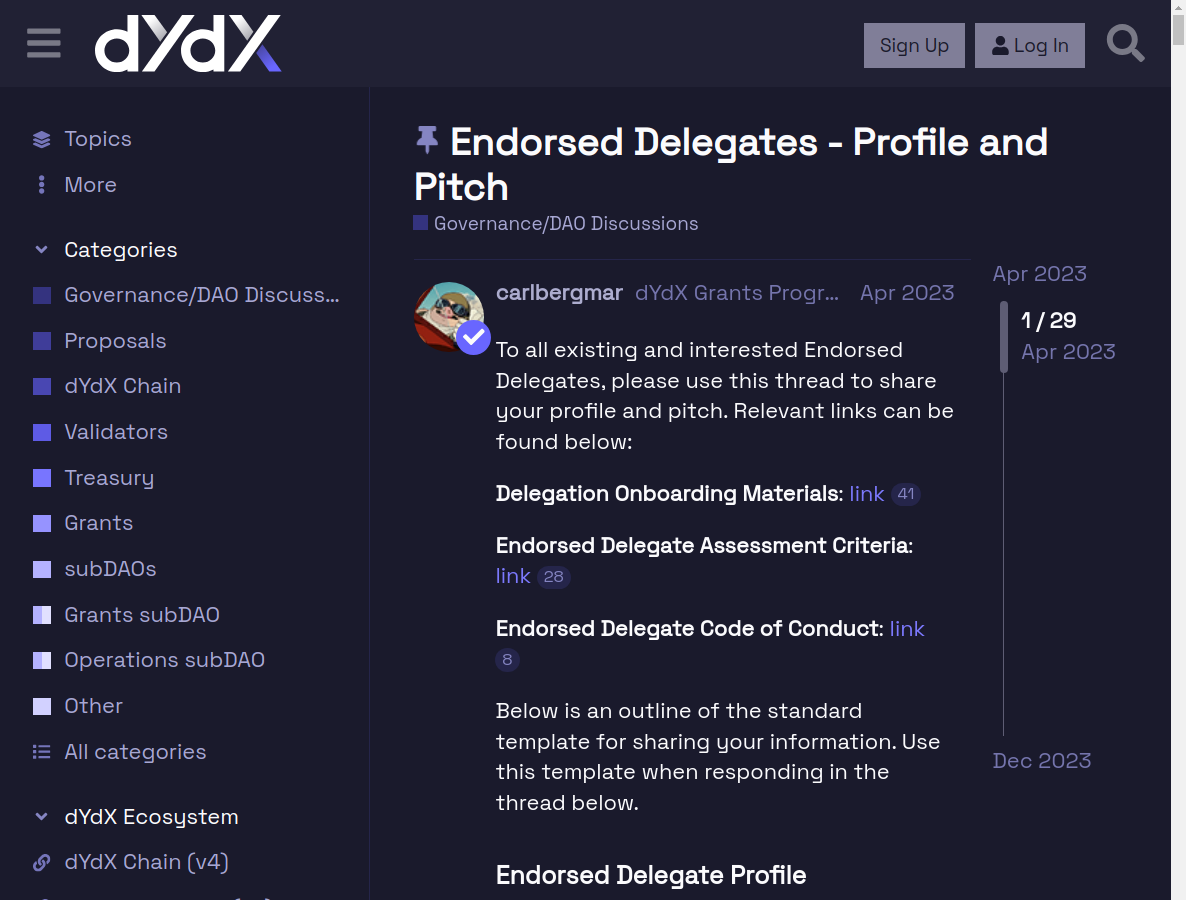 dYdX
Sign Up
Log In
Topics
More
Categories
Governance/DAO Discuss...
Proposals
dYdX Chain
Validators
Treasury
Grants
subDAOs
Grants subDAO
Operations subDAO
Other
All categories
dYdX Ecosystem
dYdX Chain (v4)
Endorsed Delegates - Profile and
Pitch
Governance/DAO Discussions
carlbergmar dYdX Grants Progr... Apr 2023
To all existing and interested Endorsed
Delegates, please use this thread to share
your profile and pitch. Relevant links can be
found below:
Delegation Onboarding Materials: link 41
Endorsed Delegate Assessment Criteria:
link 28
Endorsed Delegate Code of Conduct: link
8
Below is an outline of the standard
template for sharing your information. Use
this template when responding in the
thread below.
Endorsed Delegate Profile
Apr 2023
1 / 29
Apr 2023
Dec 2023